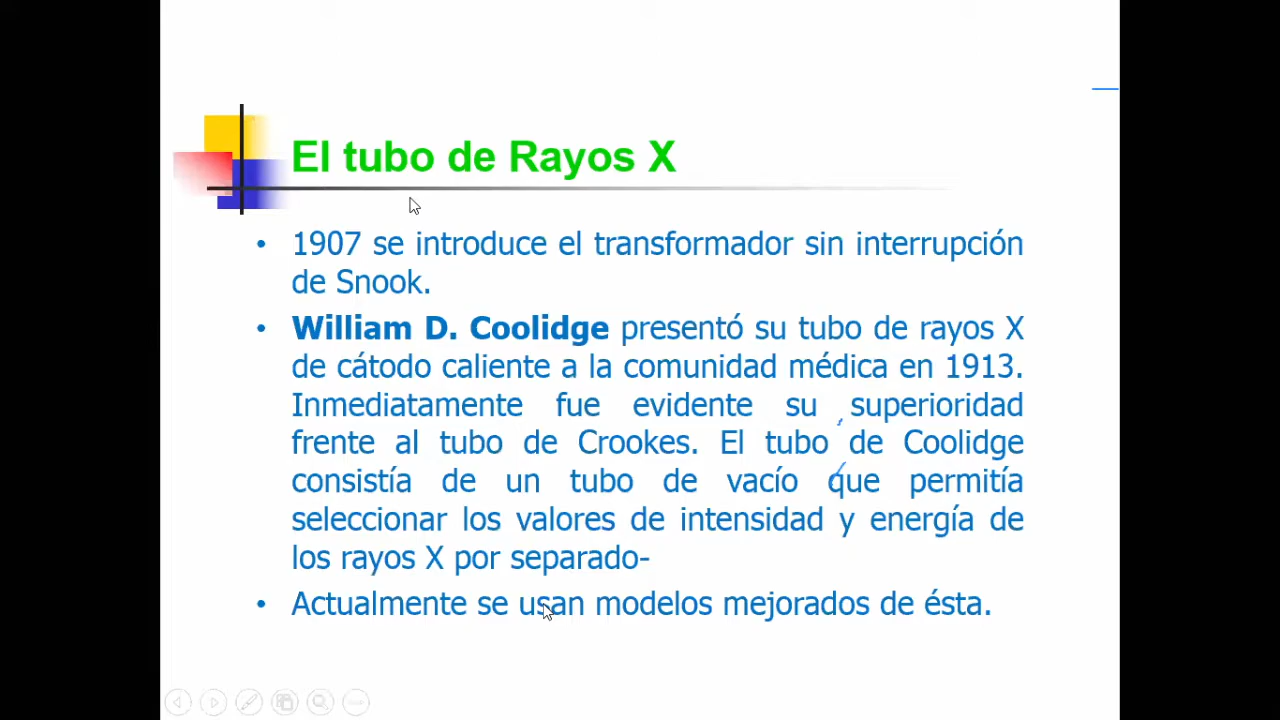 El tubo de Rayos X
• 1907 se introduce el transformador sin interrupción
de Snook.
• William D. Coolidge presentó su tubo de rayos X
de cátodo caliente a la comunidad médica en 1913.
Inmediatamente fue evidente su superioridad
frente al tubo de Crookes. El tubo de Coolidge
consistía de un tubo de vacío que permitía
seleccionar los valores de intensidad y energía de
los rayos X por separado-
• Actualmente se usan modelos mejorados de ésta.